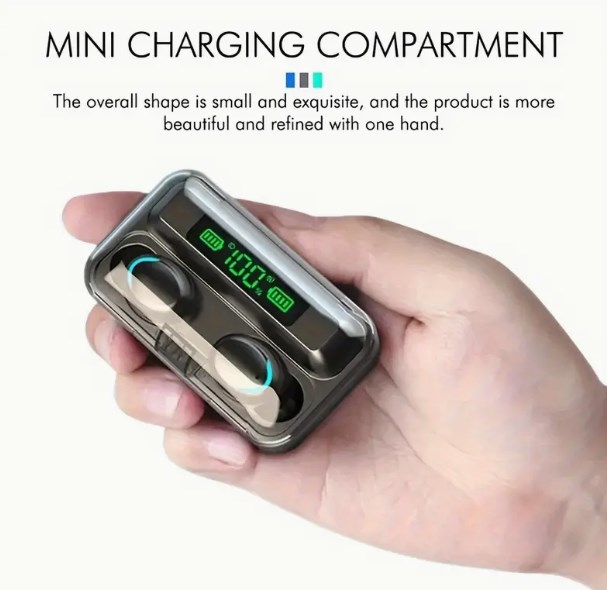 MINI CHARGING COMPARTMENT
The overall shape is small and exquisite, and the product is more
beautiful and refined with one hand.
100
%